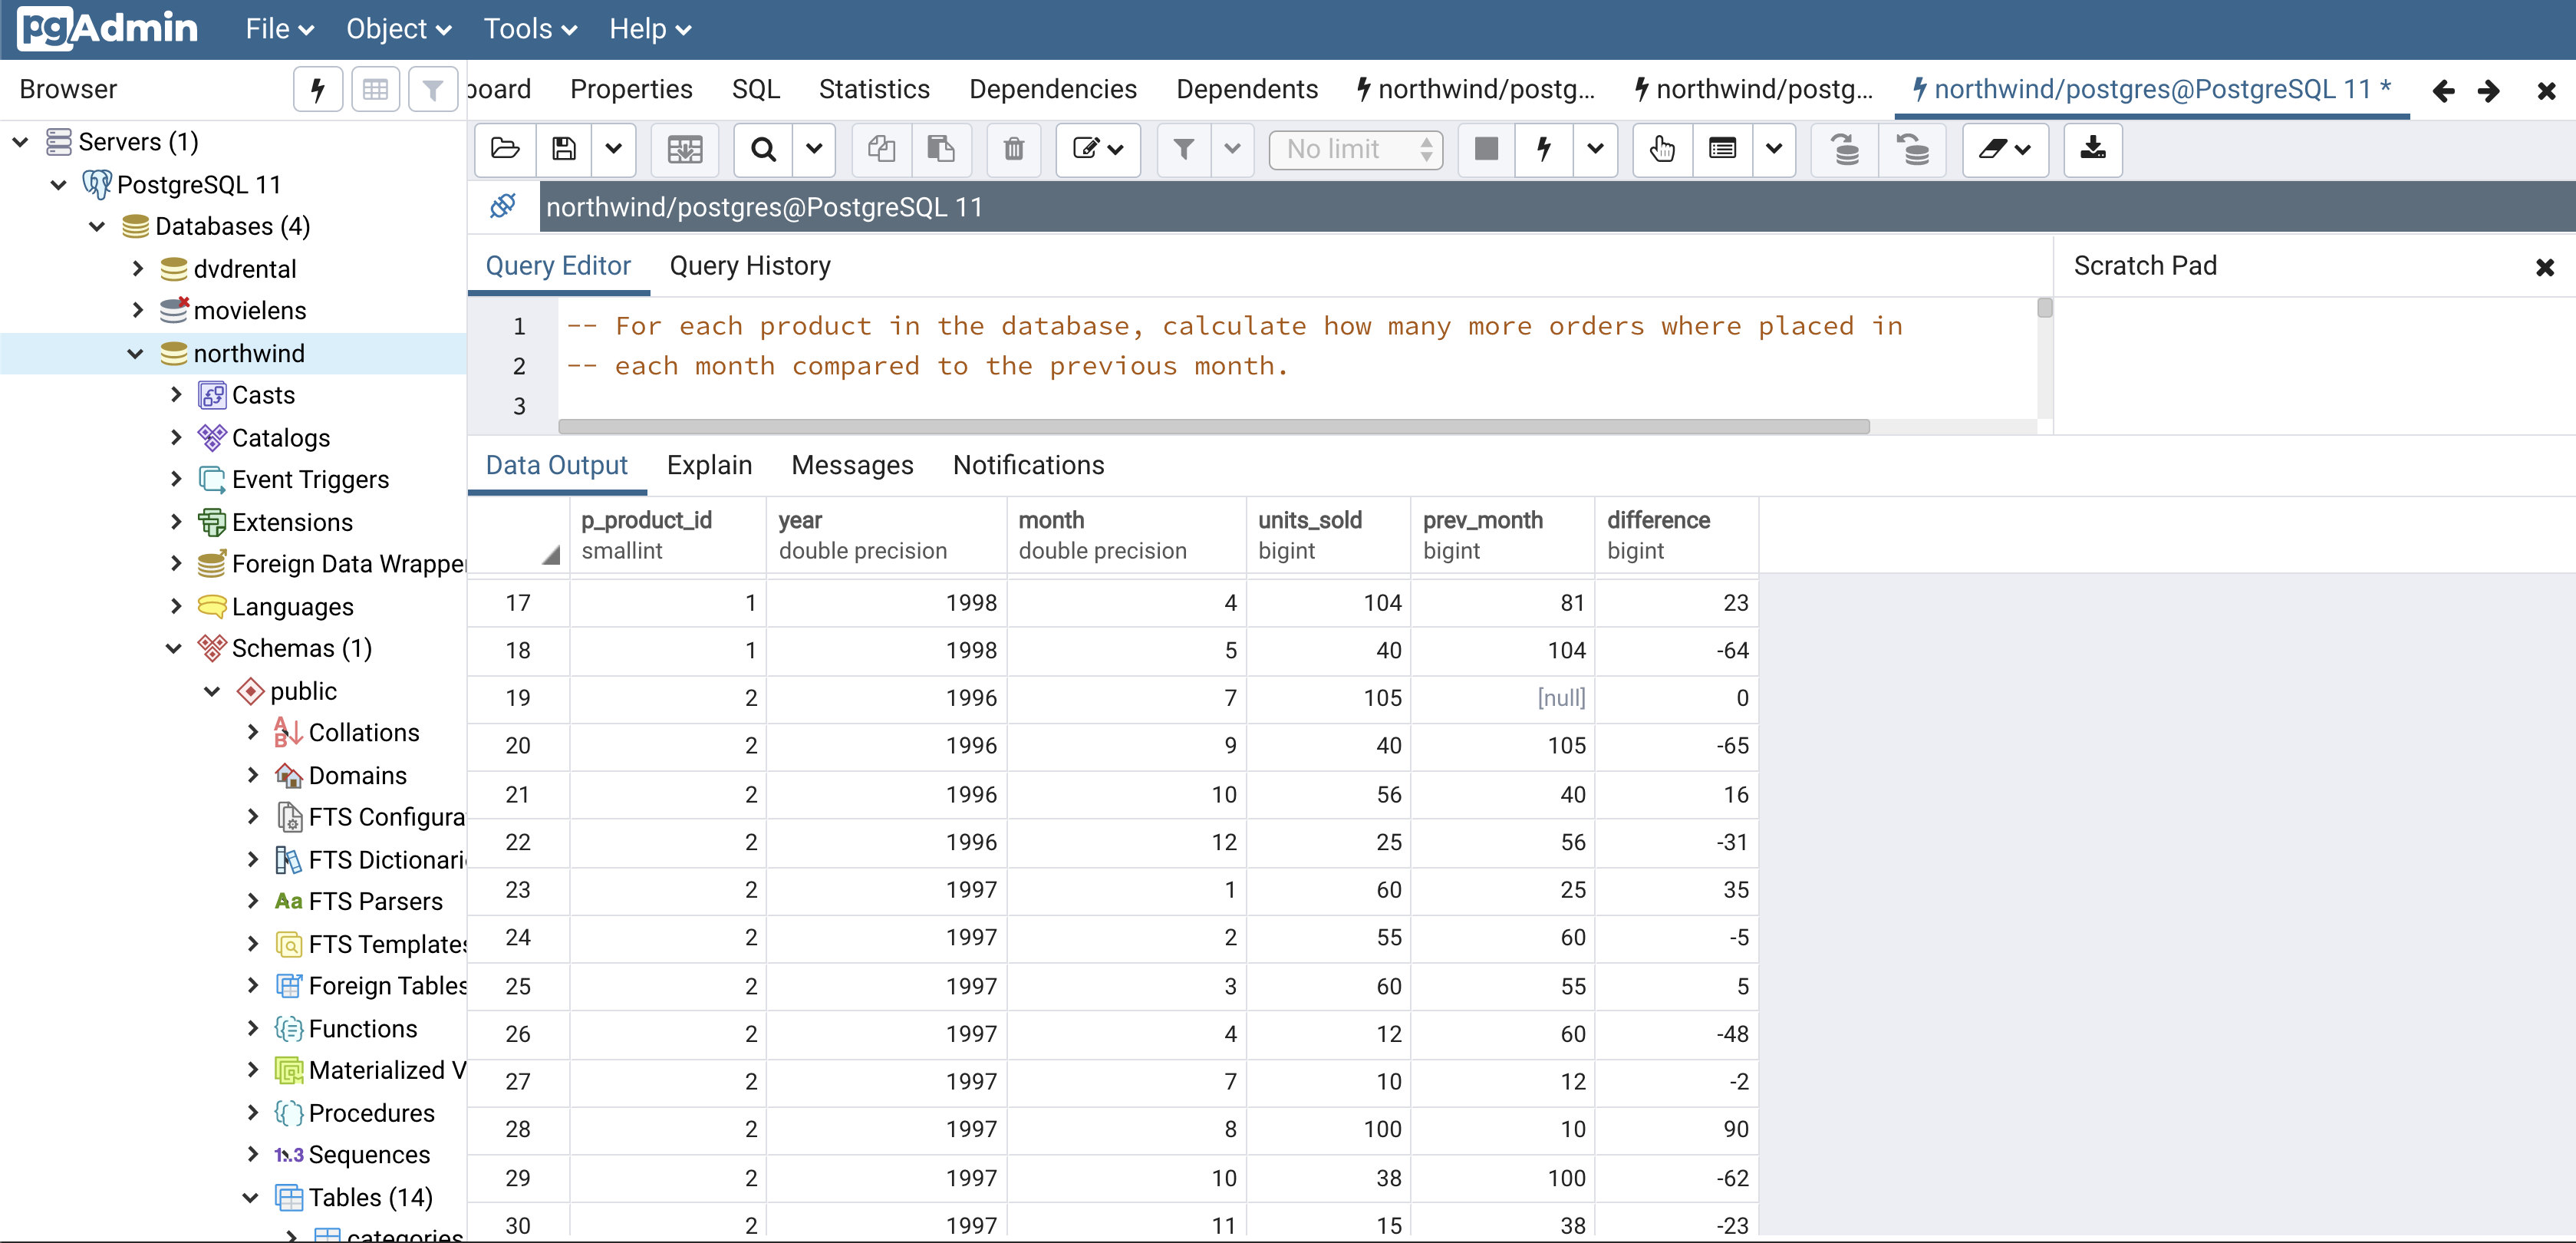 pgAdmin File Object Tools Help
Browser
board Properties SQL Statistics Dependencies Dependents northwind/postg... northwind/postg... northwind/postgres@PostgreSQL 11 *
No limit
northwind/postgres@PostgreSQL 11
Servers (1)
PostgreSQL 11
Databases (4)
dvdrental
movielens
northwind
Casts
Catalogs
Event Triggers
Extensions
Foreign Data Wrapper
Languages
Schemas (1)
public
Collations
Domains
FTS Configura
FTS Dictionari
Aa FTS Parsers
FTS Templates
Foreign Tables
Functions
Materialized V
Procedures
1..3 Sequences
Tables (14)
categories
Query Editor Query History
Scratch Pad
1 -- For each product in the database, calculate how many more orders where placed in
2 -- each month compared to the previous month.
3
Data Output Explain Messages Notifications
p_product_id year month units_sold prev_month difference
smallint double precision double precision bigint bigint bigint
17 1 1998 4 104 81 23
18 1 1998 5 40 104 -64
19 2 1996 7 105 [null] 0
20 2 1996 9 40 105 -65
21 2 1996 10 56 40 16
22 2 1996 12 25 56 -31
23 2 1997 1 60 25 35
24 2 1997 2 55 60 -5
25 2 1997 3 60 55 5
26 2 1997 4 12 60 -48
27 2 1997 7 10 12 -2
28 2 1997 8 100 10 90
29 2 1997 10 38 100 -62
30 2 1997 11 15 38 -23